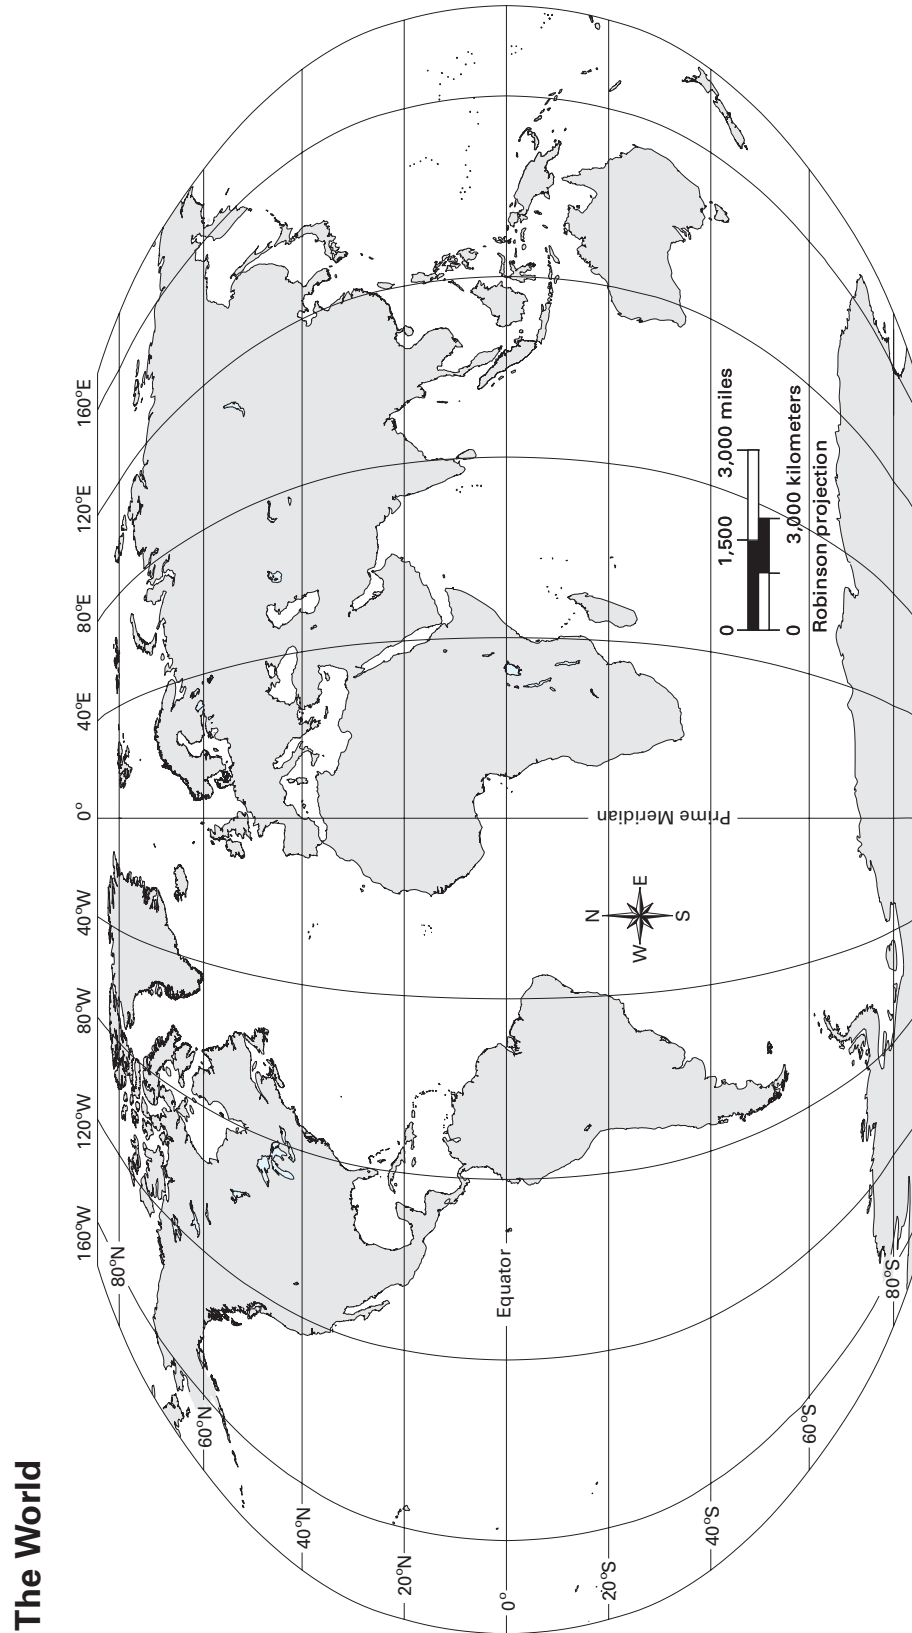 The World
160°W
120°W
80°W
40°W
0°
40°E
80°E
120°E
160°E
80°N
60°N
40°N
20°N
0°
Equator
20°S
40°S
60°S
80°S
Prime Meridian
N
W
E
S
0
1,500
3,000 miles
0
3,000 kilometers
Robinson projection